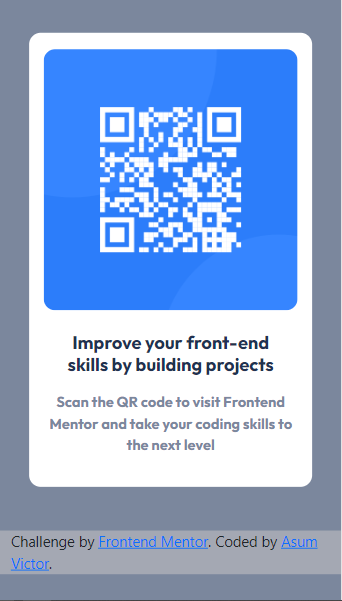 Improve your front-end
skills by building projects
Scan the QR code to visit Frontend
Mentor and take your coding skills to
the next level
Challenge by Frontend Mentor. Coded by Asum
Victor.